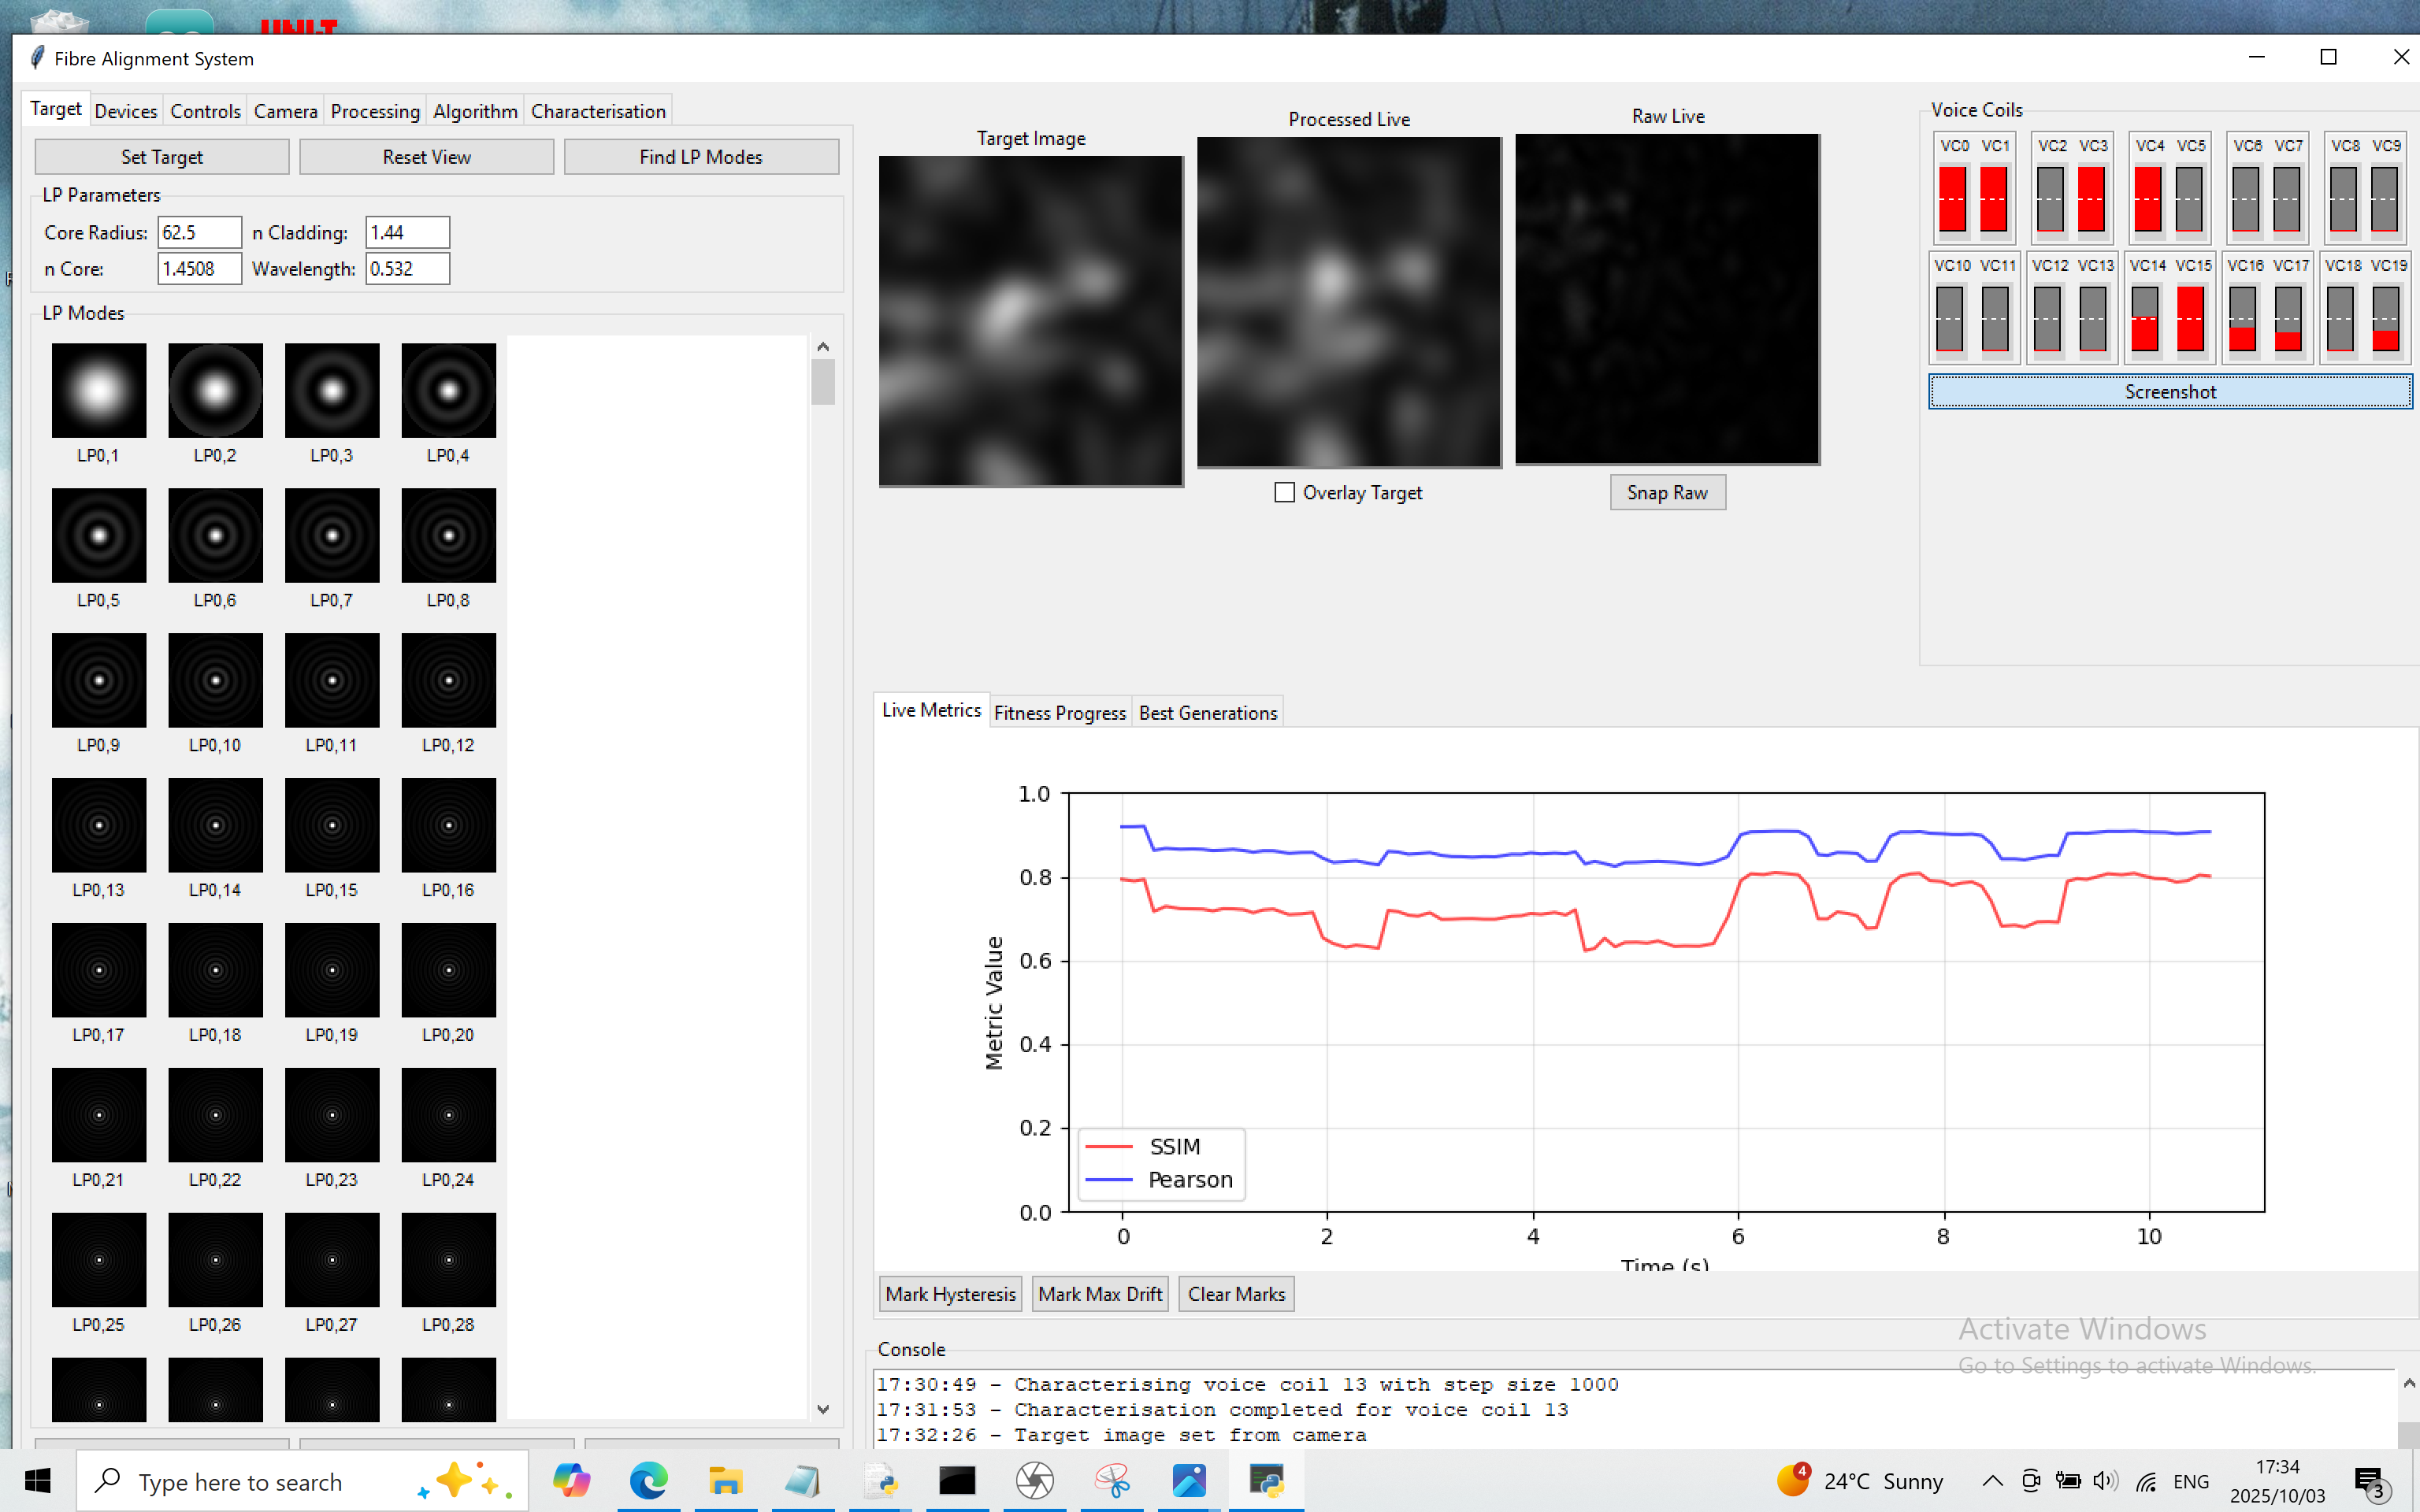 UNI-T
Fibre Alignment System
Target Devices Controls Camera Processing Algorithm Characterisation
Set Target Reset View Find LP Modes
LP Parameters
Core Radius: 62.5 n Cladding: 1.44
n Core: 1.4508 Wavelength: 0.532
LP Modes
LP0,1 LP0,2 LP0,3 LP0,4
LP0,5 LP0,6 LP0,7 LP0,8
LP0,9 LP0,10 LP0,11 LP0,12
LP0,13 LP0,14 LP0,15 LP0,16
LP0,17 LP0,18 LP0,19 LP0,20
LP0,21 LP0,22 LP0,23 LP0,24
LP0,25 LP0,26 LP0,27 LP0,28
Target Image
Processed Live
Raw Live
Overlay Target
Snap Raw
Voice Coils
VC0 VC1 VC2 VC3 VC4 VC5 VC6 VC7 VC8 VC9
VC10 VC11 VC12 VC13 VC14 VC15 VC16 VC17 VC18 VC19
Screenshot
Live Metrics Fitness Progress Best Generations
1.0
0.8
0.6
0.4
0.2
0.0
Metric Value
SSIM
Pearson
0 2 4 6 8 10
Time (s)
Mark Hysteresis Mark Max Drift Clear Marks
Activate Windows
Go to Settings to activate Windows.
Console
17:30:49 - Characterising voice coil 13 with step size 1000
17:31:53 - Characterisation completed for voice coil 13
17:32:26 - Target image set from camera
Type here to search
4
24°C Sunny
ENG
17:34
2025/10/03
3